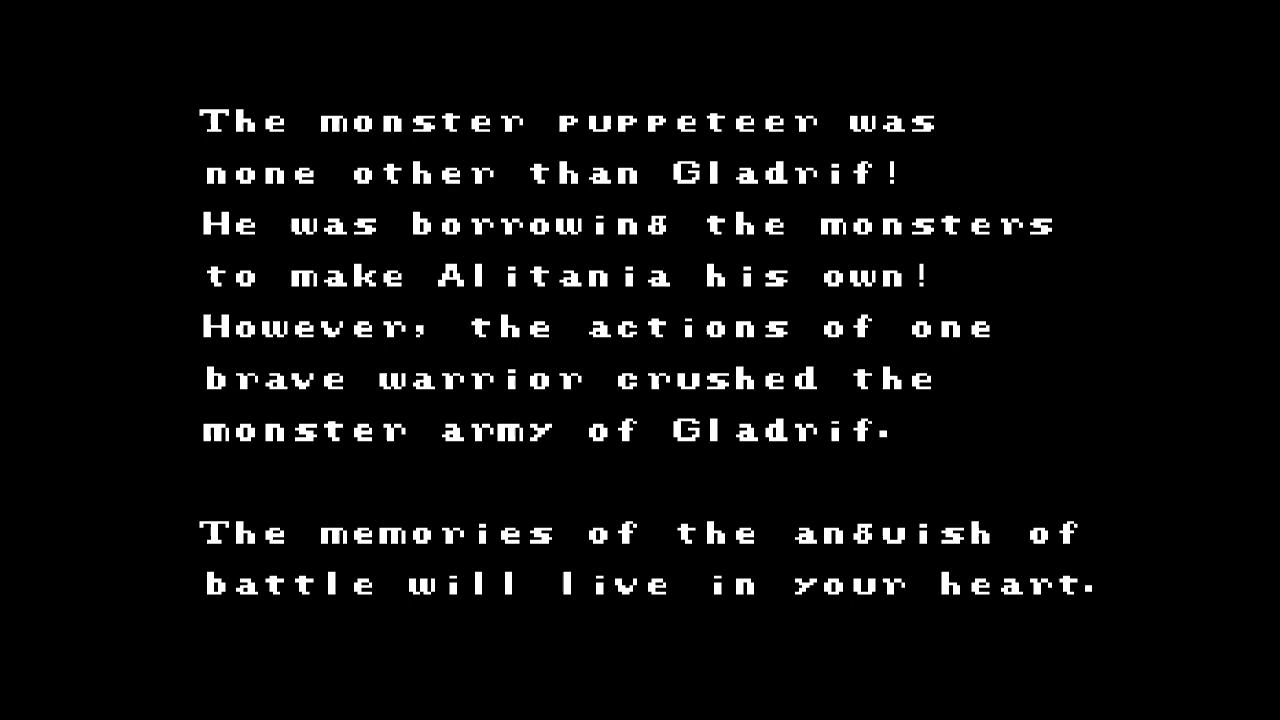 The monster puppeteer was
none other than Gladrif!
He was borrowing the monsters
to make Alitania his own!
However, the actions of one
brave warrior crushed the
monster army of Gladrif.
The memories of the anguish of
battle will live in your heart.